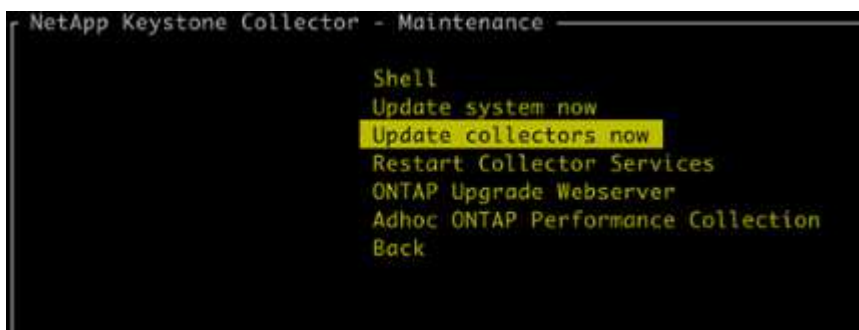 NetApp Keystone Collector - Maintenance
Shell
Update system now
Update collectors now
Restart Collector Services
ONTAP Upgrade Webserver
Adhoc ONTAP Performance Collection
Back